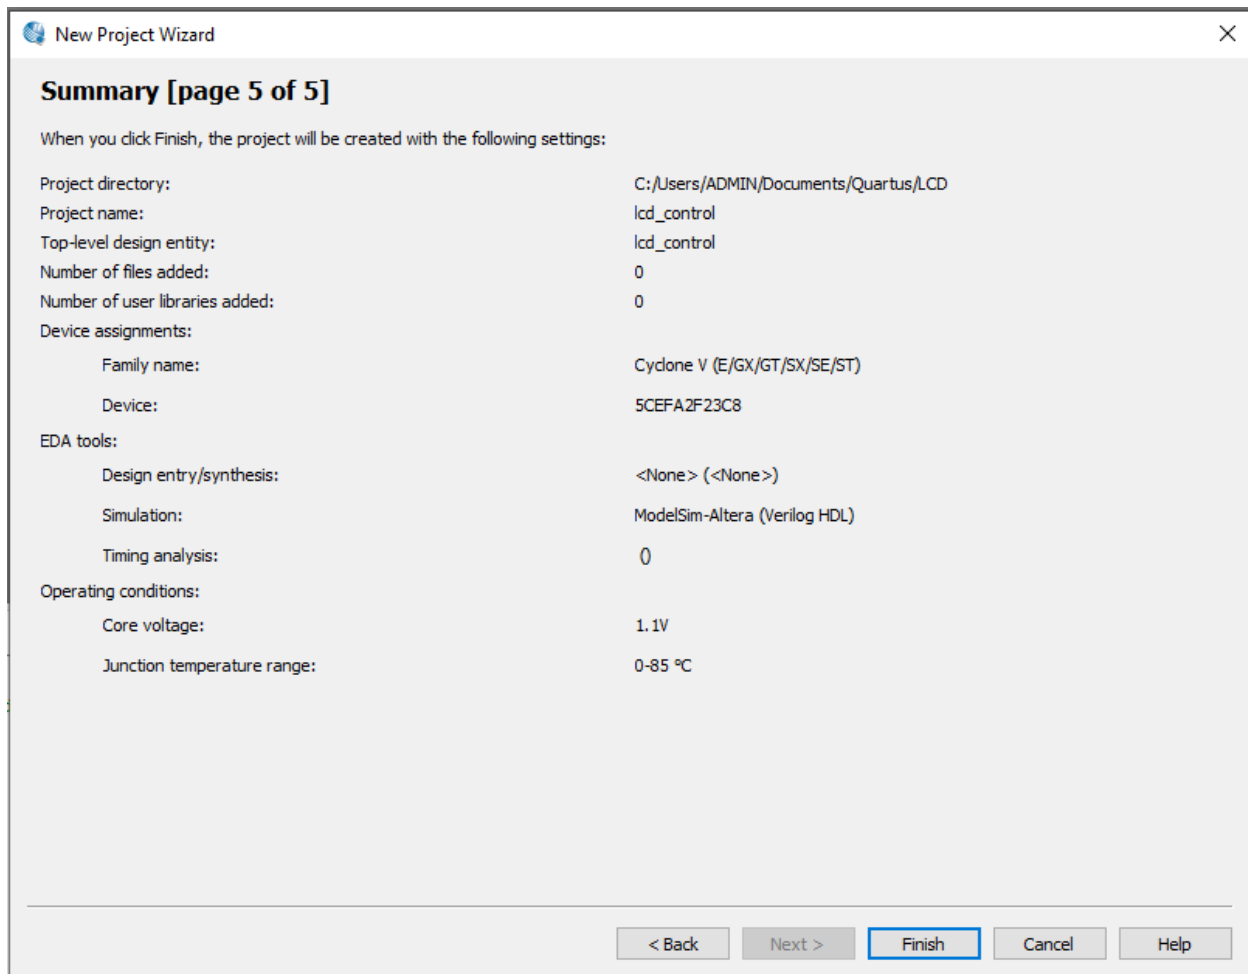 New Project Wizard
Summary [page 5 of 5]
When you click Finish, the project will be created with the following settings:
Project directory: C:/Users/ADMIN/Documents/Quartus/LCD
Project name: lcd_control
Top-level design entity: lcd_control
Number of files added: 0
Number of user libraries added: 0
Device assignments:
Family name: Cyclone V (E/GX/GT/SX/SE/ST)
Device: 5CEFA2F23C8
EDA tools:
Design entry/synthesis: <None> (<None>)
Simulation: ModelSim-Altera (Verilog HDL)
Timing analysis: ()
Operating conditions:
Core voltage: 1.1V
Junction temperature range: 0-85 ºC
< Back Next > Finish Cancel Help